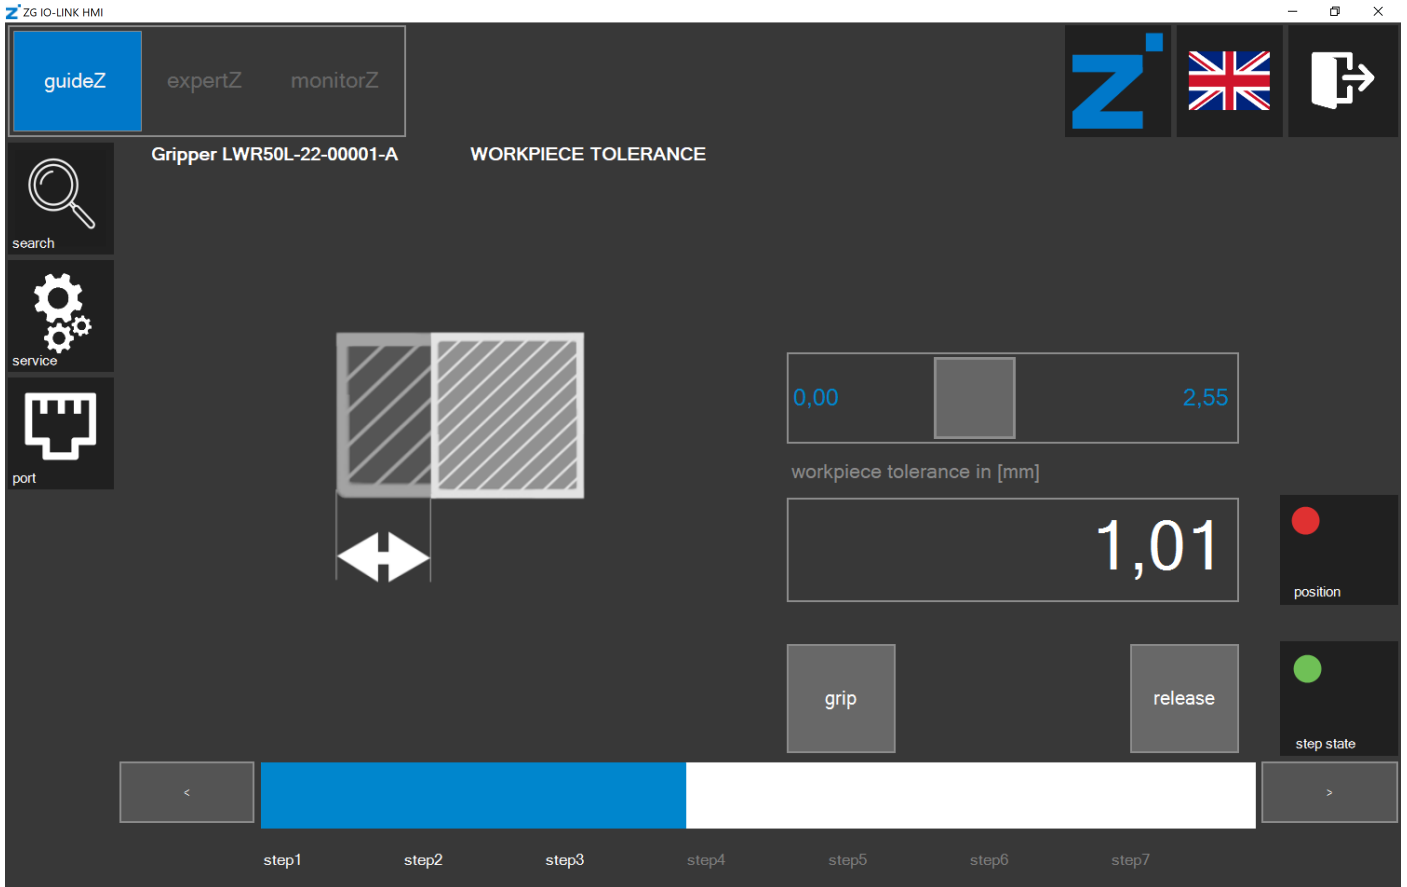 ZG IO-LINK HMI
guideZ
expertZ
monitorZ
Gripper LWR50L-22-00001-A
WORKPIECE TOLERANCE
search
service
port
0,00
2,55
workpiece tolerance in [mm]
1,01
position
grip
release
step state
<
>
step1
step2
step3
step4
step5
step6
step7